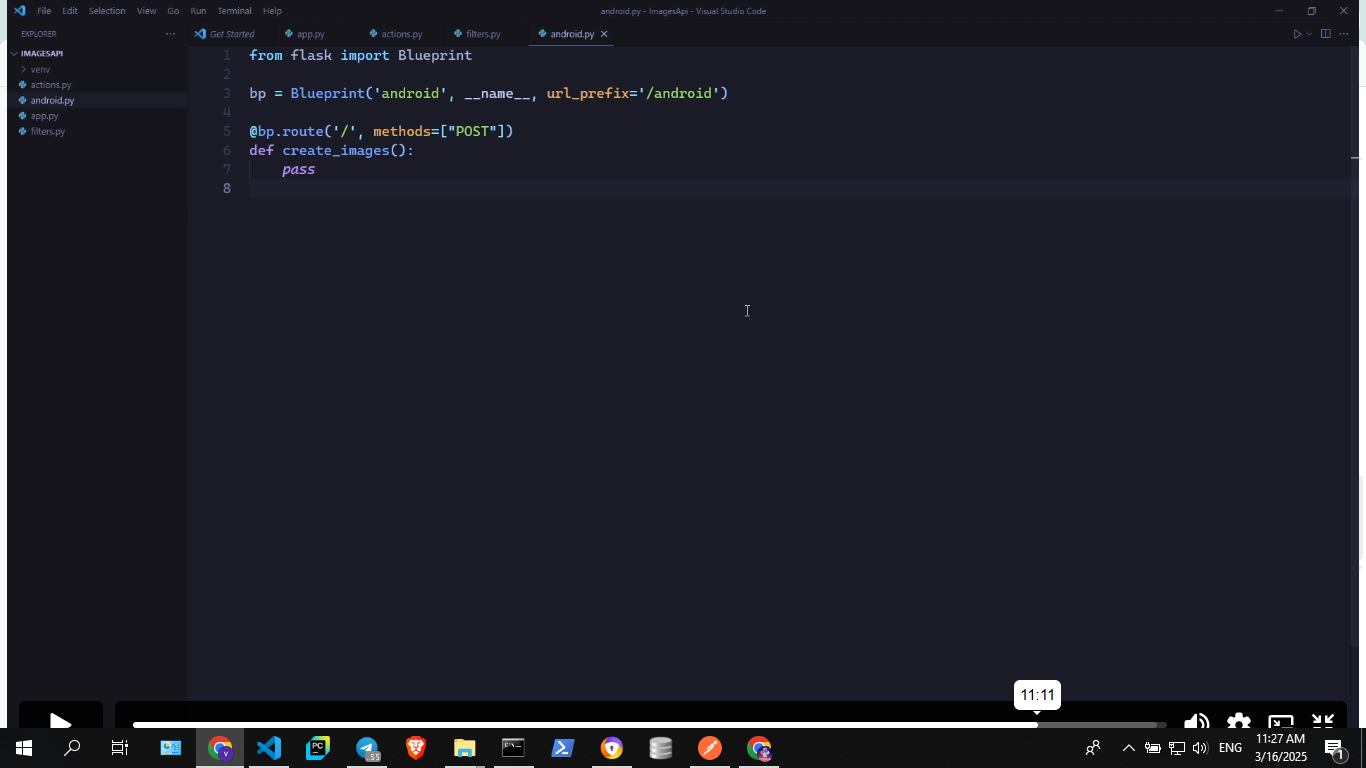 File Edit Selection View Go Run Terminal Help
android.py - ImagesApi - Visual Studio Code
EXPLORER
Get Started
app.py
actions.py
filters.py
android.py
IMAGESAPI
venv
actions.py
android.py
app.py
filters.py
1 from flask import Blueprint
2
3 bp = Blueprint('android', __name__, url_prefix='/android')
4
5 @bp.route('/', methods=["POST"])
6 def create_images():
7 pass
8
11:11
PC
.55
V
ENG
11:27 AM
3/16/2025
1